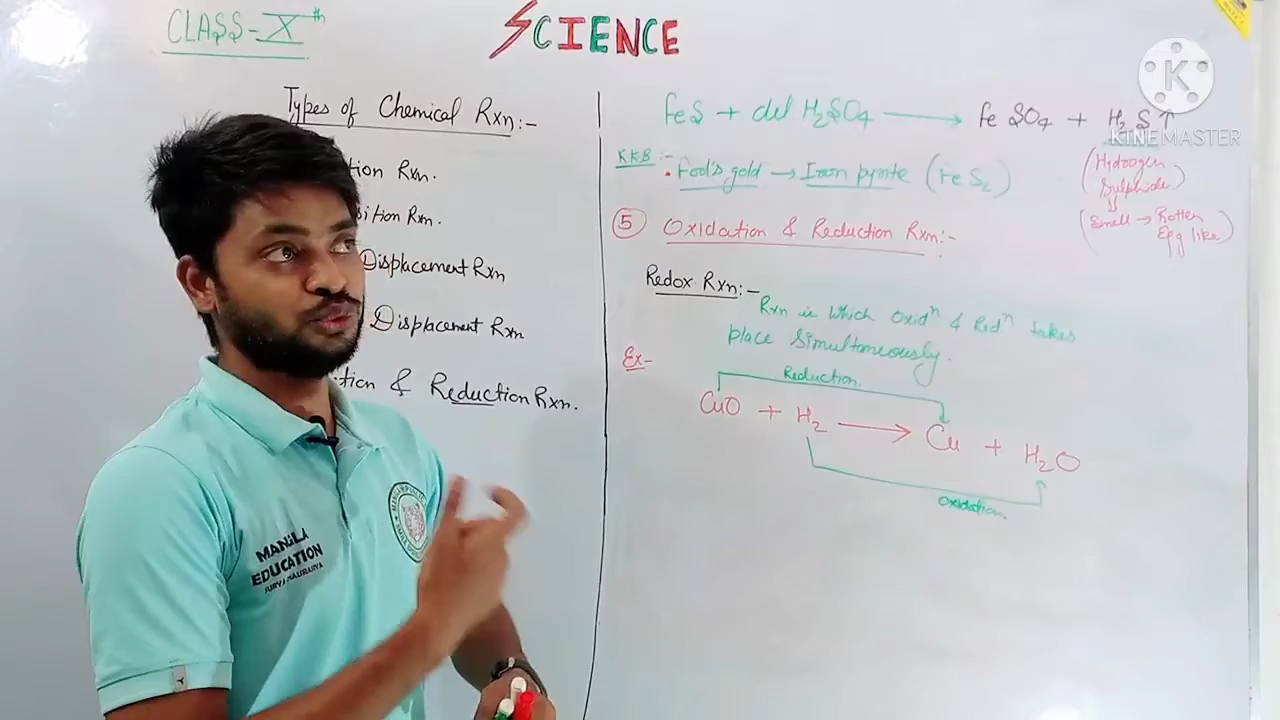 CLASS - Xth
SCIENCE
Types of Chemical Rxn:-
tion Rxn.
sition Rxn.
Displacement Rxn
Displacement Rxn
tion & Reduction Rxn.
FeS + dil H2SO4 → FeSO4 + H2S↑
K.K.B :-
• Fool's gold → Iron pyrite (FeS2)
(Hydrogen
Sulphide)
⇓
(Smell → Rotten
Egg like)
5 Oxidation & Reduction Rxn:-
Redox Rxn:-
Rxn in which Oxidn & Redn takes
place Simultaneously.
Ex-
Reduction.
CuO + H2 → Cu + H2O
Oxidation.
K
KINEMASTER
MANiLA
EDUCATION